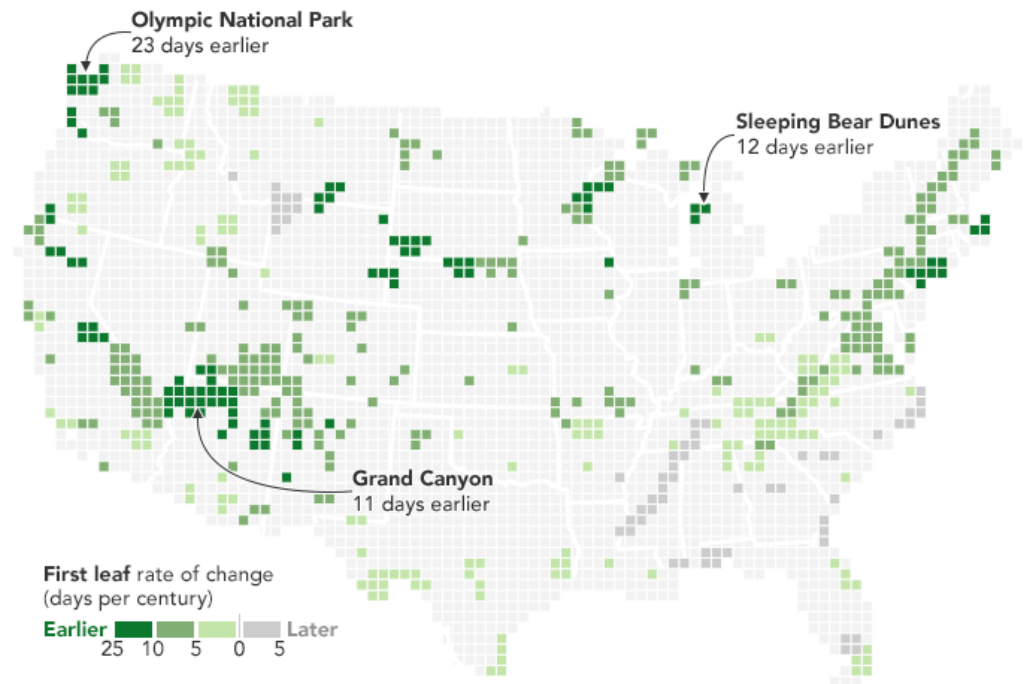 Olympic National Park
23 days earlier
Sleeping Bear Dunes
12 days earlier
Grand Canyon
11 days earlier
First leaf rate of change
(days per century)
Earlier Later
25 10 5 0 5